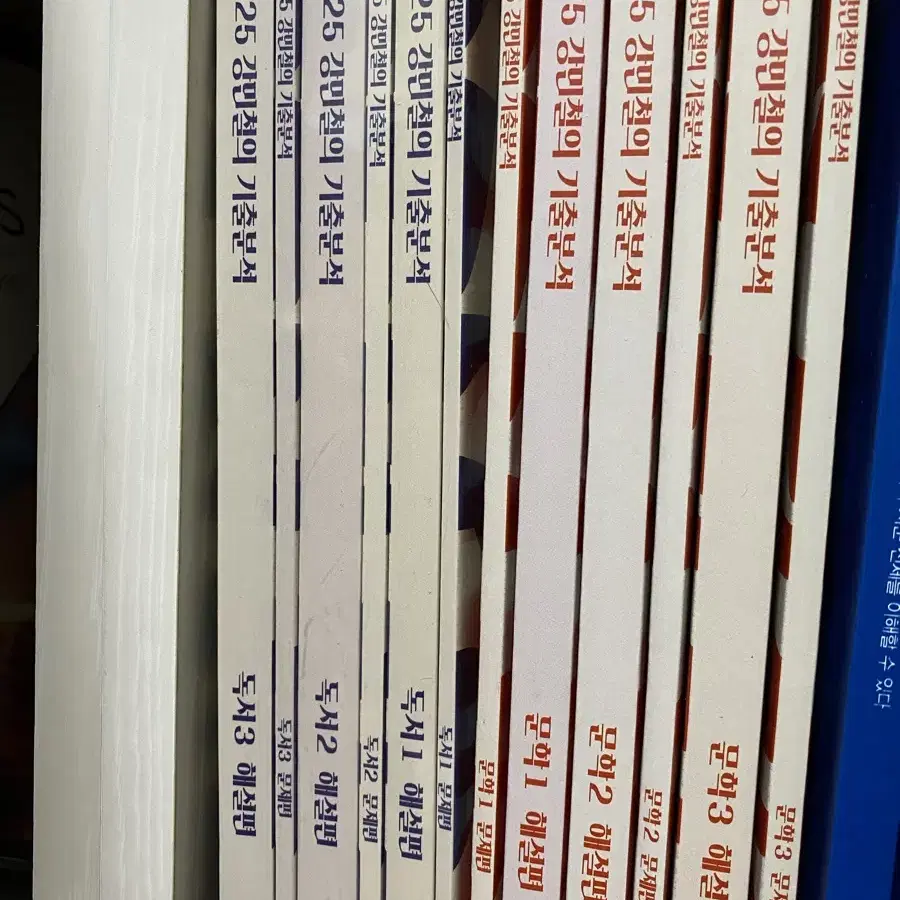 25 강민철의 기출분석 독서3 해설편
5 강민철의 기출분석 독서3 문제편
25 강민철의 기출분석 독서2 해설편
5 강민철의 기출분석 독서2 문제편
25 강민철의 기출분석 독서1 해설편
강민철의 기출분석 독서1 문제편
5 강민철의 기출분석 문학1 문제편
5 강민철의 기출분석 문학1 해설편
5 강민철의 기출분석 문학2 해설편
강민철의 기출분석 문학2 문제편
5 강민철의 기출분석 문학3 해설
강민철의 기출분석 문학3 문제
이해할 수 있다